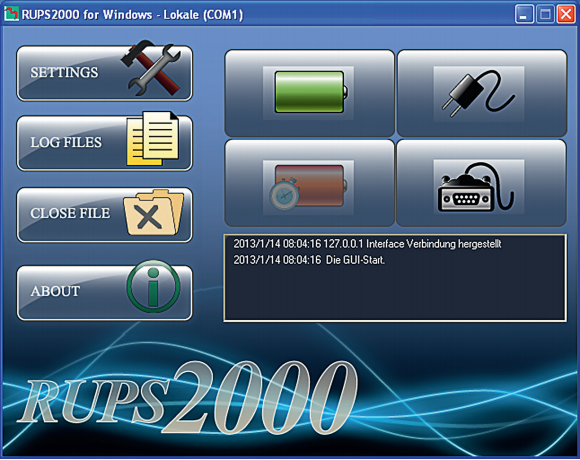 RUPS2000 for Windows - Lokale (COM1)
SETTINGS
LOG FILES
CLOSE FILE
ABOUT
2013/1/14 08:04:16 127.0.0.1 Interface Verbindung hergestellt
2013/1/14 08:04:16 Die GUI-Start.
RUPS2000